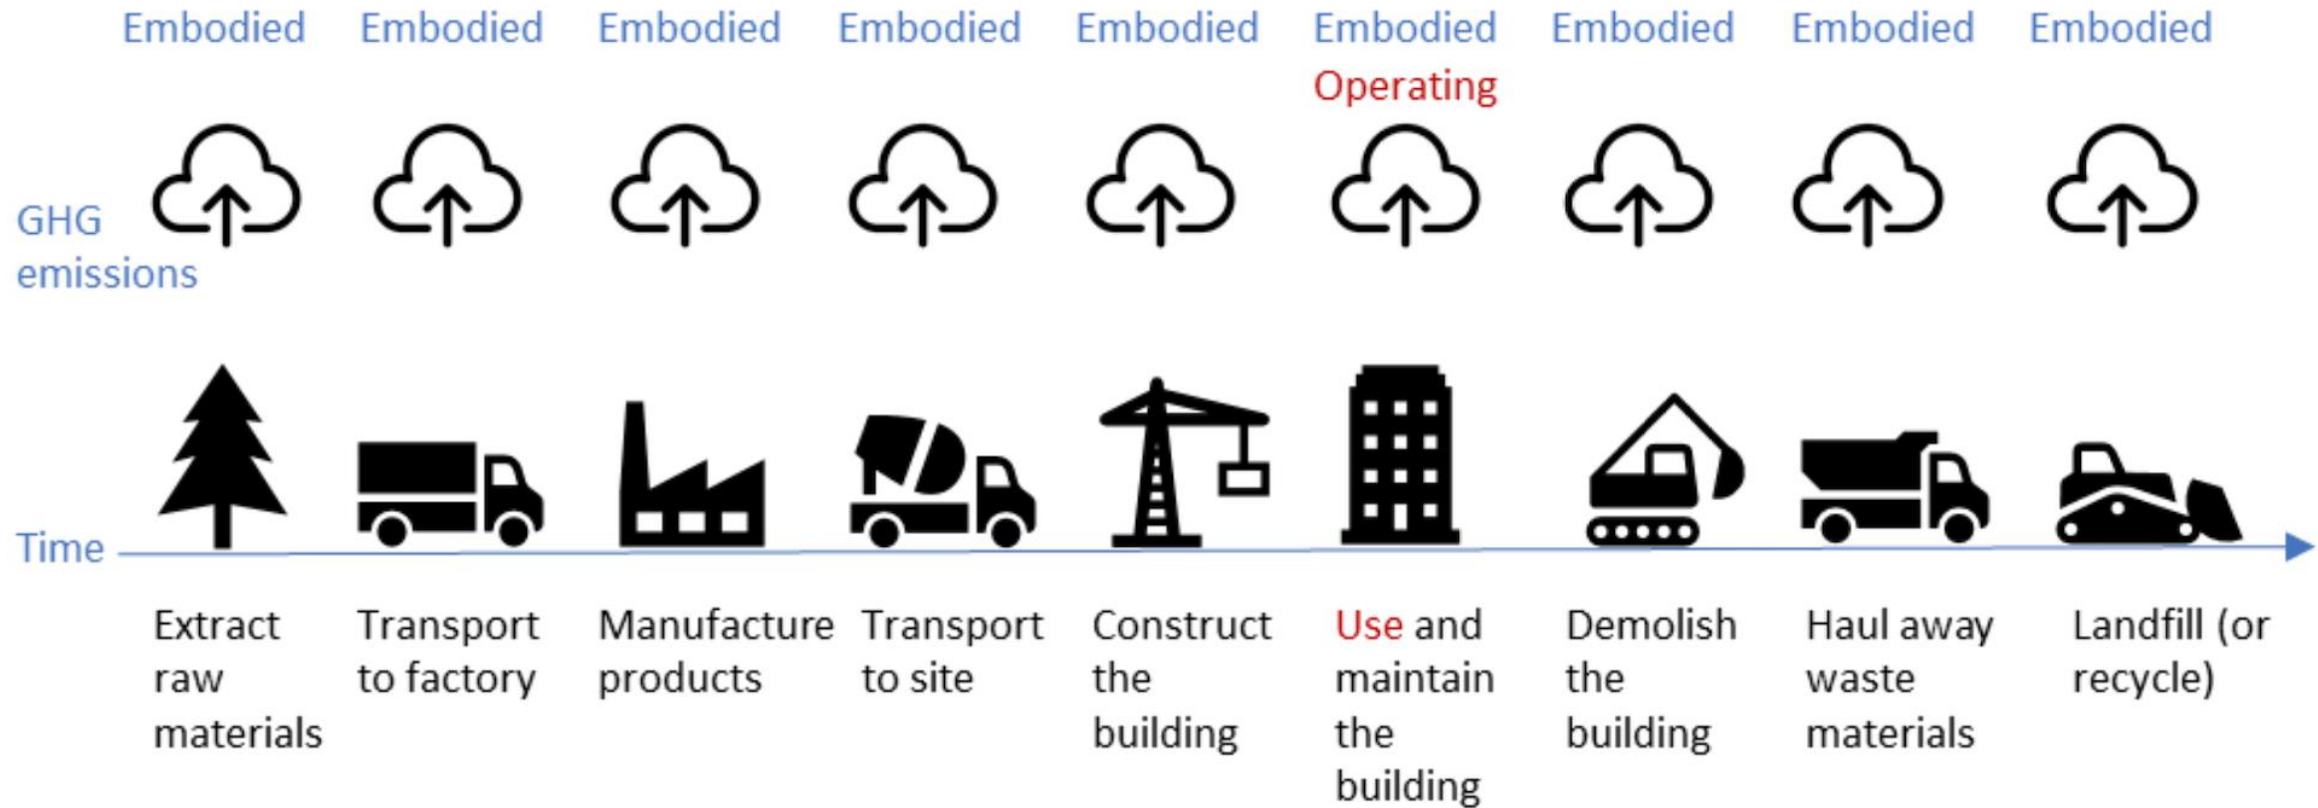 Embodied Embodied Embodied Embodied Embodied Embodied Embodied Embodied Embodied
Operating
GHG
emissions
Time
Extract
raw
materials
Transport
to factory
Manufacture
products
Transport
to site
Construct
the
building
Use and
maintain
the
building
Demolish
the
building
Haul away
waste
materials
Landfill (or
recycle)